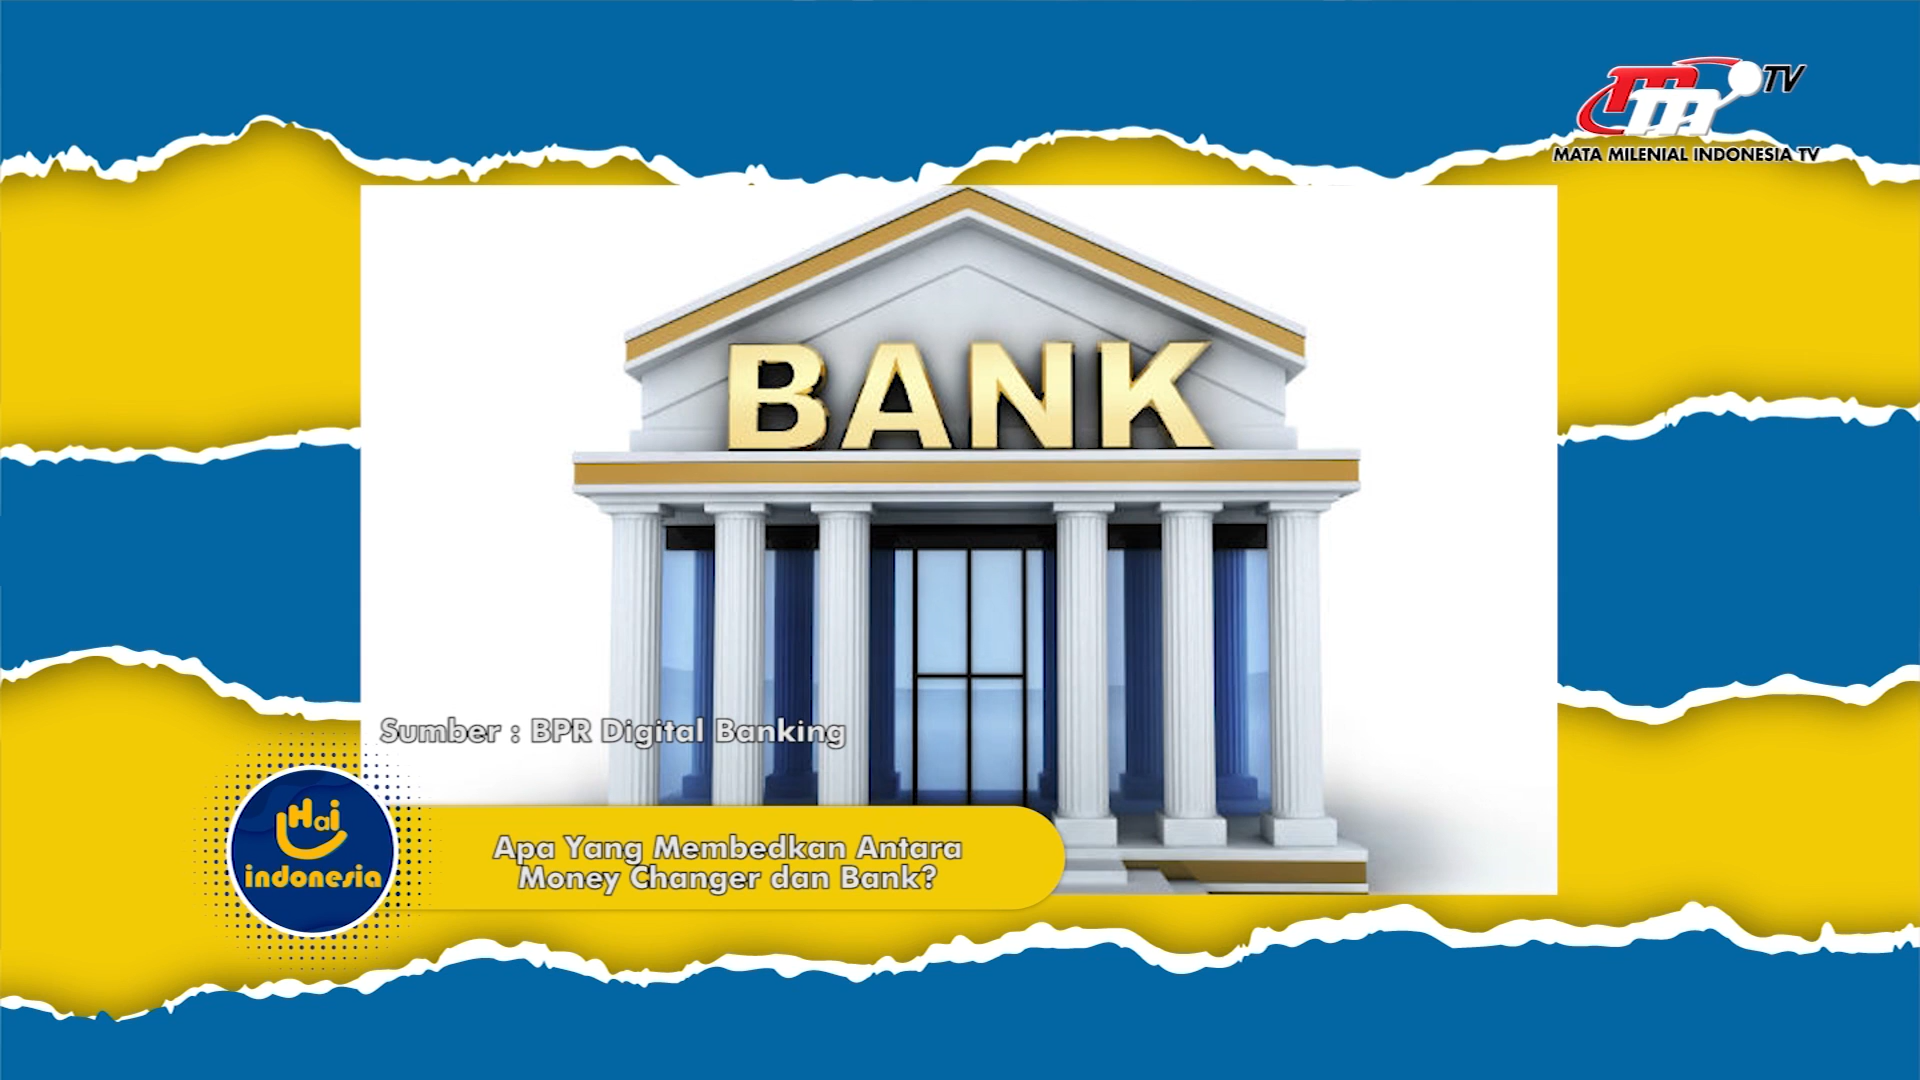 TV
MATA MILENIAL INDONESIA TV
BANK
Sumber : BPR Digital Banking
Hai
indonesia
Apa Yang Membedkan Antara
Money Changer dan Bank?